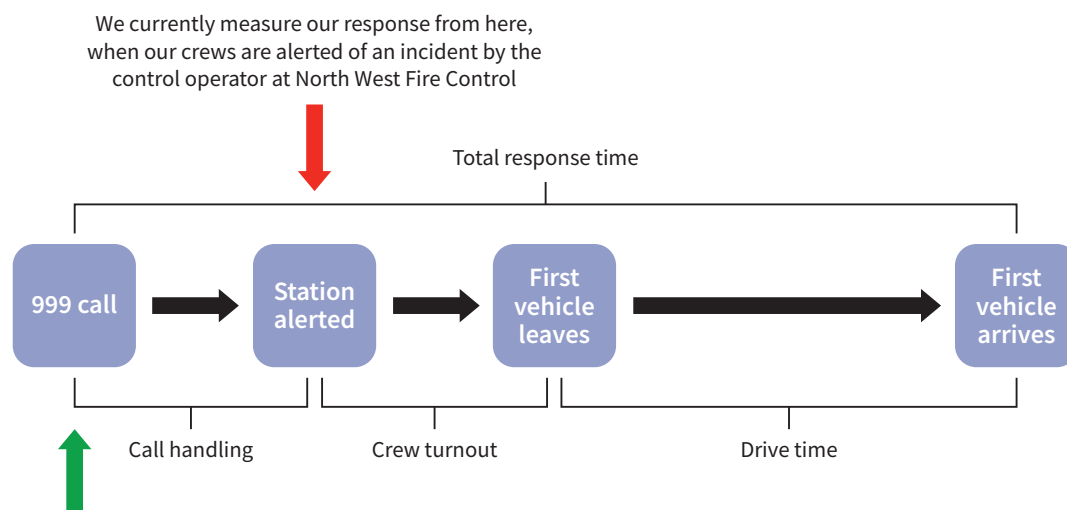 We currently measure our response from here,
when our crews are alerted of an incident by the
control operator at North West Fire Control
Total response time
999 call
Station
alerted
First
vehicle
leaves
First
vehicle
arrives
Call handling
Crew turnout
Drive time